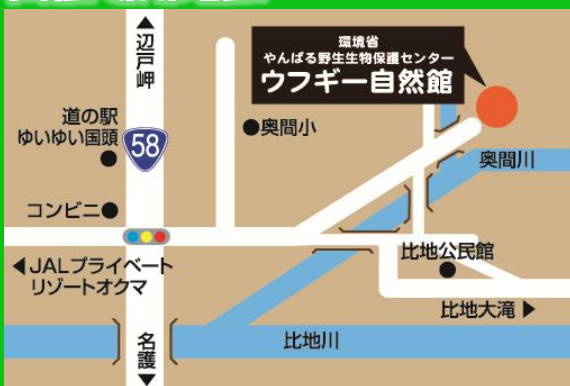 ▲
辺戸岬
環境省
やんばる野生生物保護センター
ウフギー自然館
道の駅
ゆいゆい国頭
58
奥間小
奥間川
コンビニ
◀JALプライベート
リゾートオクマ
比地公民館
比地大滝▶
比地川
名護
▼